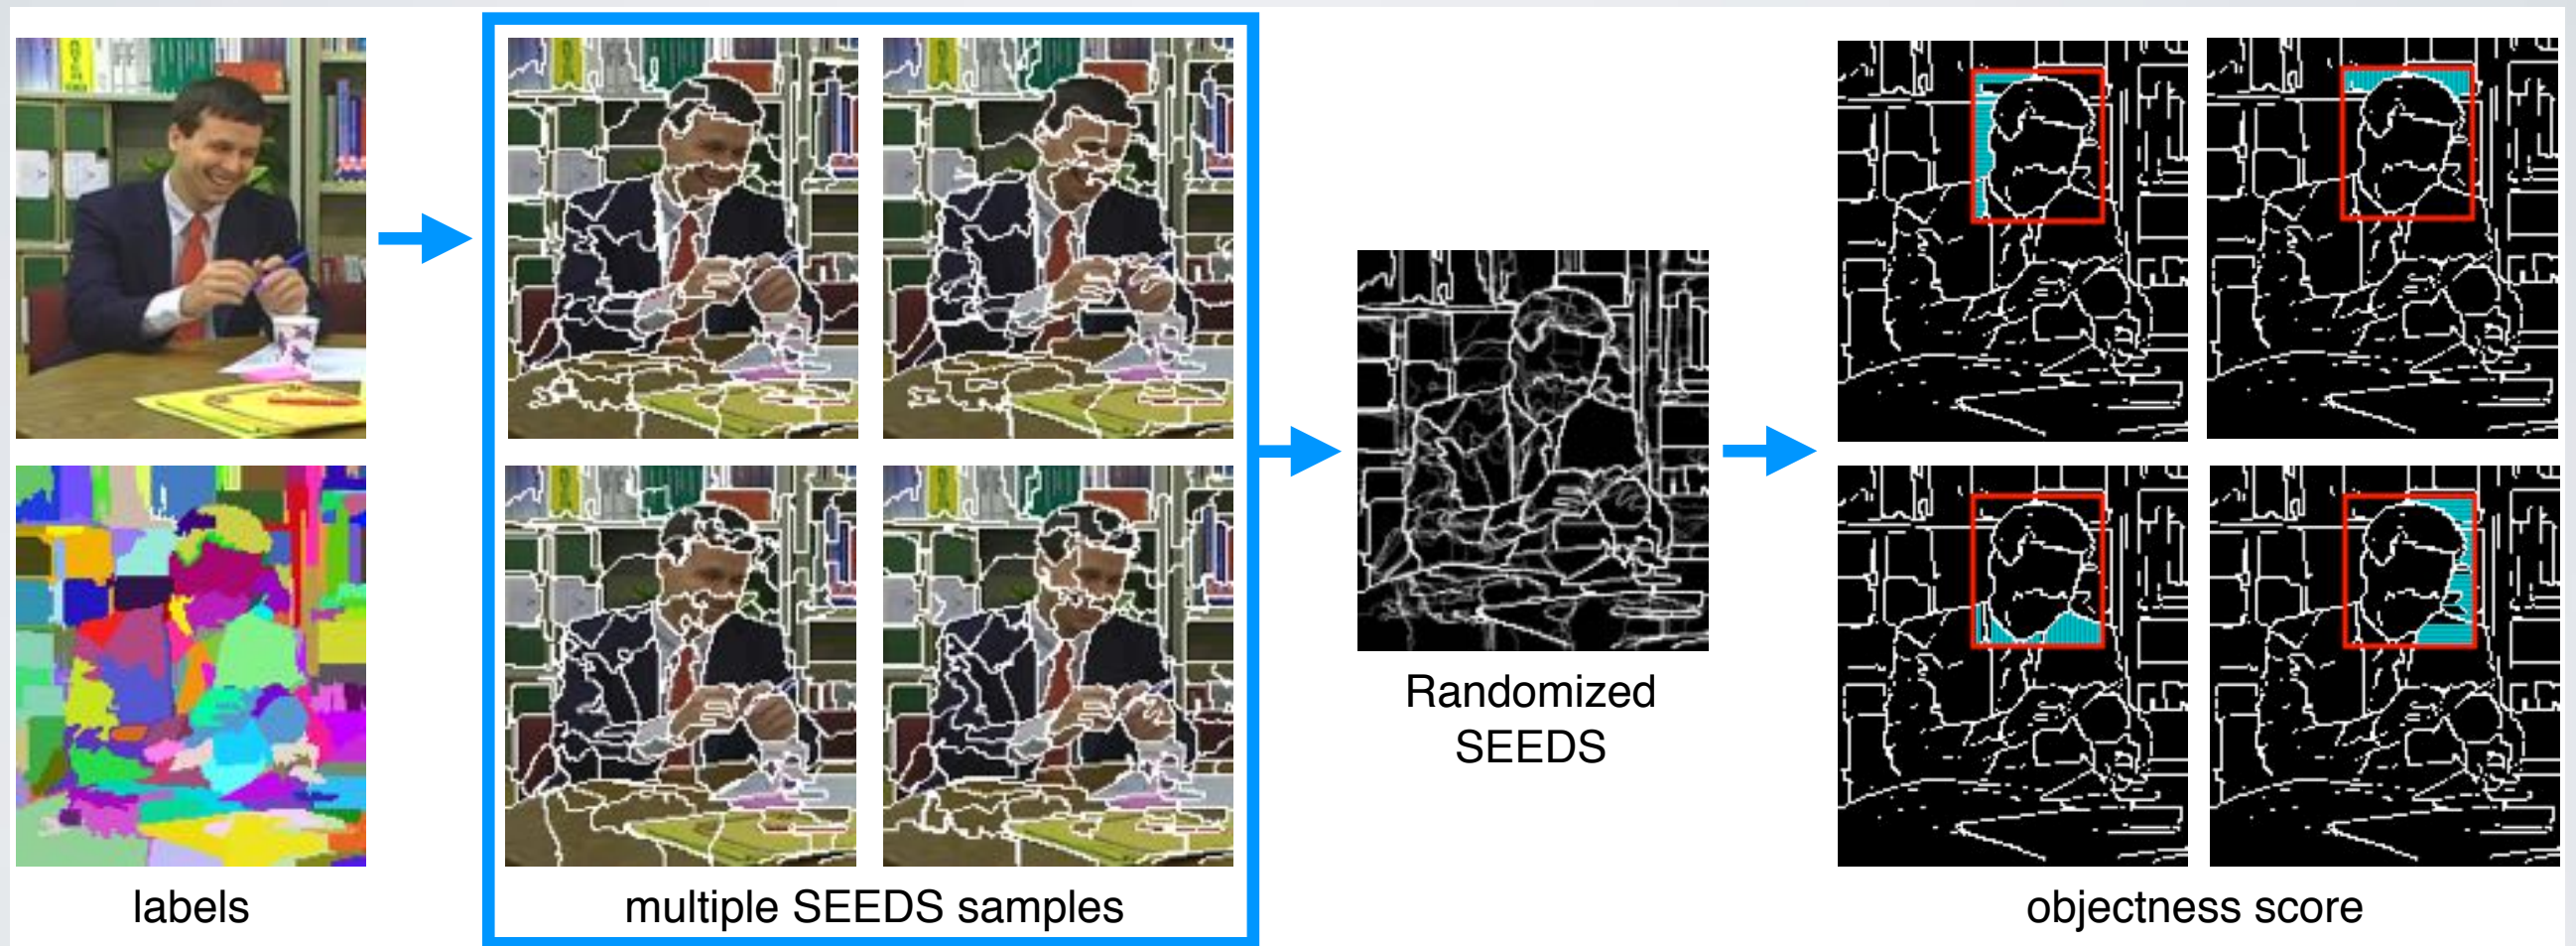 labels
multiple SEEDS samples
Randomized
SEEDS
objectness score